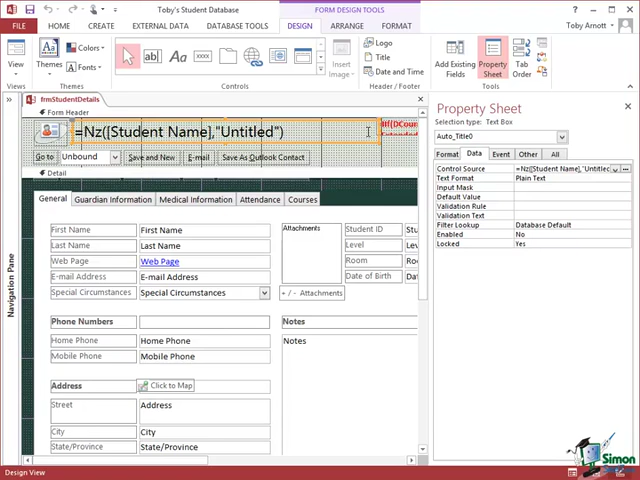 Toby's Student Database
FORM DESIGN TOOLS
FILE
HOME
CREATE
EXTERNAL DATA
DATABASE TOOLS
DESIGN
ARRANGE
FORMAT
Toby Arnott
View
Views
Themes
Colors
Fonts
Themes
ab|
Aa
Controls
Insert
Image
Logo
Title
Date and Time
Header / Footer
Add Existing
Fields
Property
Sheet
Tab
Order
Tools
frmStudentDetails
Form Header
=Nz([Student Name],"Untitled")
Go to
Unbound
Save and New
E-mail
Save As Outlook Contact
Detail
General
Guardian Information
Medical Information
Attendance
Courses
First Name
First Name
Last Name
Last Name
Web Page
Web Page
E-mail Address
E-mail Address
Special Circumstances
Special Circumstances
Attachments
+ / - Attachments
Student ID
Level
Room
Date of Birth
Phone Numbers
Home Phone
Home Phone
Mobile Phone
Mobile Phone
Notes
Notes
Address
Click to Map
Street
Address
City
City
State/Province
State/Province
Navigation Pane
Property Sheet
Selection type: Text Box
Auto_Title0
Format
Data
Event
Other
All
Control Source
=Nz([Student Name],"Untitled
Text Format
Plain Text
Input Mask
Default Value
Validation Rule
Validation Text
Filter Lookup
Database Default
Enabled
No
Locked
Yes
Design View
Simon